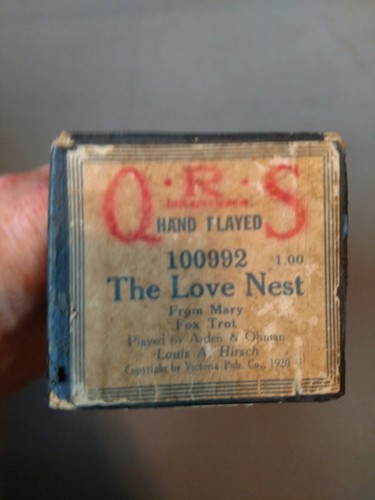 Q·R·S
HAND PLAYED
100992 1.00
The Love Nest
From Mary
Fox Trot
Played by Arden & Ohman
Louis A. Hirsch
Copyright by Victoria Pub. Co., 1920